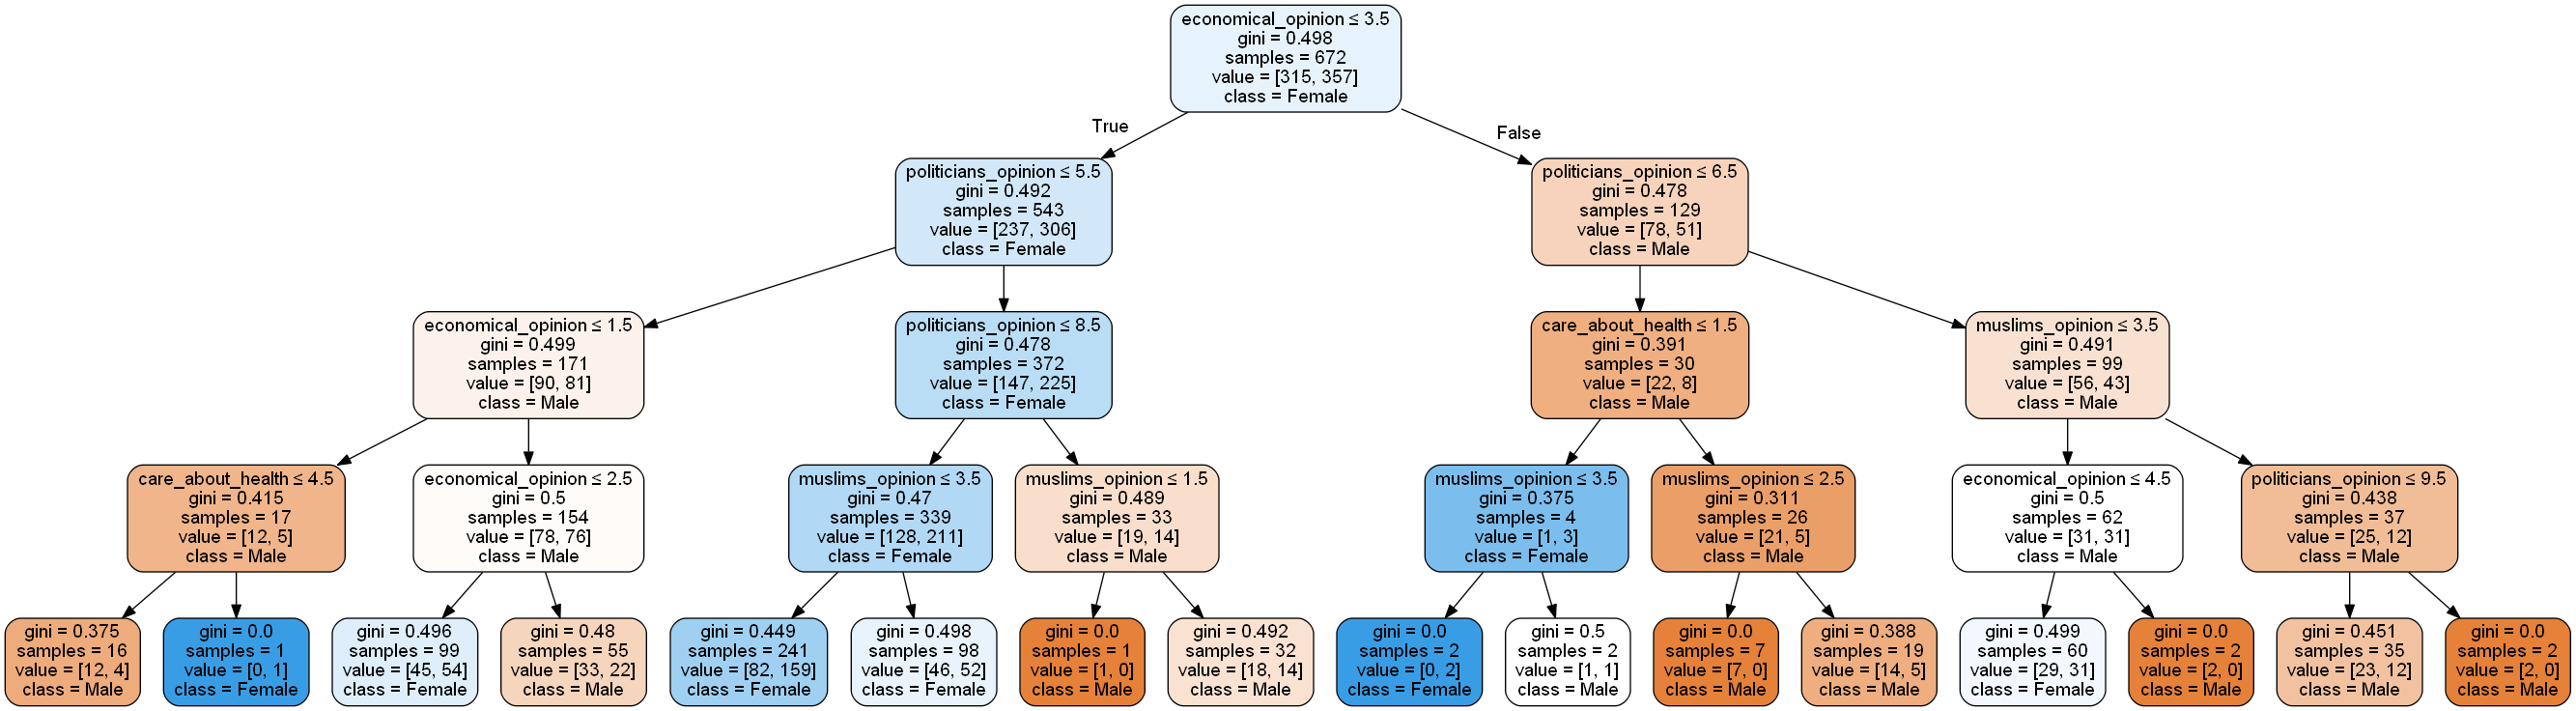 economical_opinion ≤ 3.5
gini = 0.498
samples = 672
value = [315, 357]
class = Female
True
False
politicians_opinion ≤ 5.5
gini = 0.492
samples = 543
value = [237, 306]
class = Female
politicians_opinion ≤ 6.5
gini = 0.478
samples = 129
value = [78, 51]
class = Male
economical_opinion ≤ 1.5
gini = 0.499
samples = 171
value = [90, 81]
class = Male
politicians_opinion ≤ 8.5
gini = 0.478
samples = 372
value = [147, 225]
class = Female
care_about_health ≤ 1.5
gini = 0.391
samples = 30
value = [22, 8]
class = Male
muslims_opinion ≤ 3.5
gini = 0.491
samples = 99
value = [56, 43]
class = Male
care_about_health ≤ 4.5
gini = 0.415
samples = 17
value = [12, 5]
class = Male
economical_opinion ≤ 2.5
gini = 0.5
samples = 154
value = [78, 76]
class = Male
muslims_opinion ≤ 3.5
gini = 0.47
samples = 339
value = [128, 211]
class = Female
muslims_opinion ≤ 1.5
gini = 0.489
samples = 33
value = [19, 14]
class = Male
muslims_opinion ≤ 3.5
gini = 0.375
samples = 4
value = [1, 3]
class = Female
muslims_opinion ≤ 2.5
gini = 0.311
samples = 26
value = [21, 5]
class = Male
economical_opinion ≤ 4.5
gini = 0.5
samples = 62
value = [31, 31]
class = Male
politicians_opinion ≤ 9.5
gini = 0.438
samples = 37
value = [25, 12]
class = Male
gini = 0.375
samples = 16
value = [12, 4]
class = Male
gini = 0.0
samples = 1
value = [0, 1]
class = Female
gini = 0.496
samples = 99
value = [45, 54]
class = Female
gini = 0.48
samples = 55
value = [33, 22]
class = Male
gini = 0.449
samples = 241
value = [82, 159]
class = Female
gini = 0.498
samples = 98
value = [46, 52]
class = Female
gini = 0.0
samples = 1
value = [1, 0]
class = Male
gini = 0.492
samples = 32
value = [18, 14]
class = Male
gini = 0.0
samples = 2
value = [0, 2]
class = Female
gini = 0.5
samples = 2
value = [1, 1]
class = Male
gini = 0.0
samples = 7
value = [7, 0]
class = Male
gini = 0.388
samples = 19
value = [14, 5]
class = Male
gini = 0.499
samples = 60
value = [29, 31]
class = Female
gini = 0.0
samples = 2
value = [2, 0]
class = Male
gini = 0.451
samples = 35
value = [23, 12]
class = Male
gini = 0.0
samples = 2
value = [2, 0]
class = Male